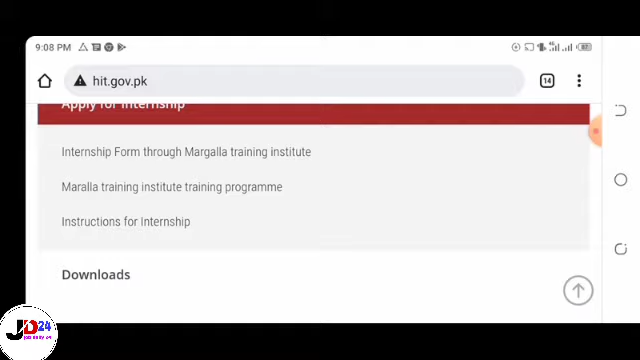 9:08 PM
14
hit.gov.pk
Apply for Internship
Internship Form through Margalla training institute
Maralla training institute training programme
Instructions for Internship
Downloads
JD24